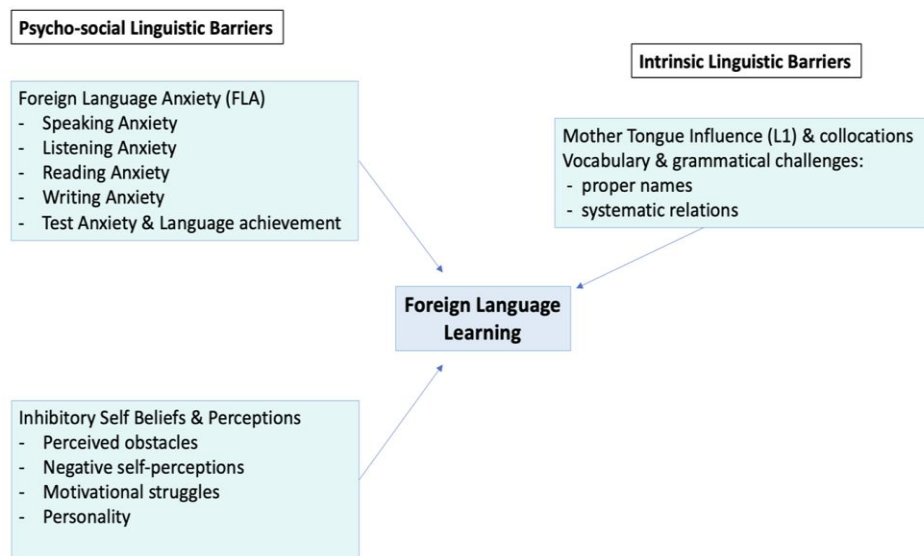 Psycho-social Linguistic Barriers
Foreign Language Anxiety (FLA)
- Speaking Anxiety
- Listening Anxiety
- Reading Anxiety
- Writing Anxiety
- Test Anxiety & Language achievement
Intrinsic Linguistic Barriers
Mother Tongue Influence (L1) & collocations
Vocabulary & grammatical challenges:
- proper names
- systematic relations
Foreign Language
Learning
Inhibitory Self Beliefs & Perceptions
- Perceived obstacles
- Negative self-perceptions
- Motivational struggles
- Personality